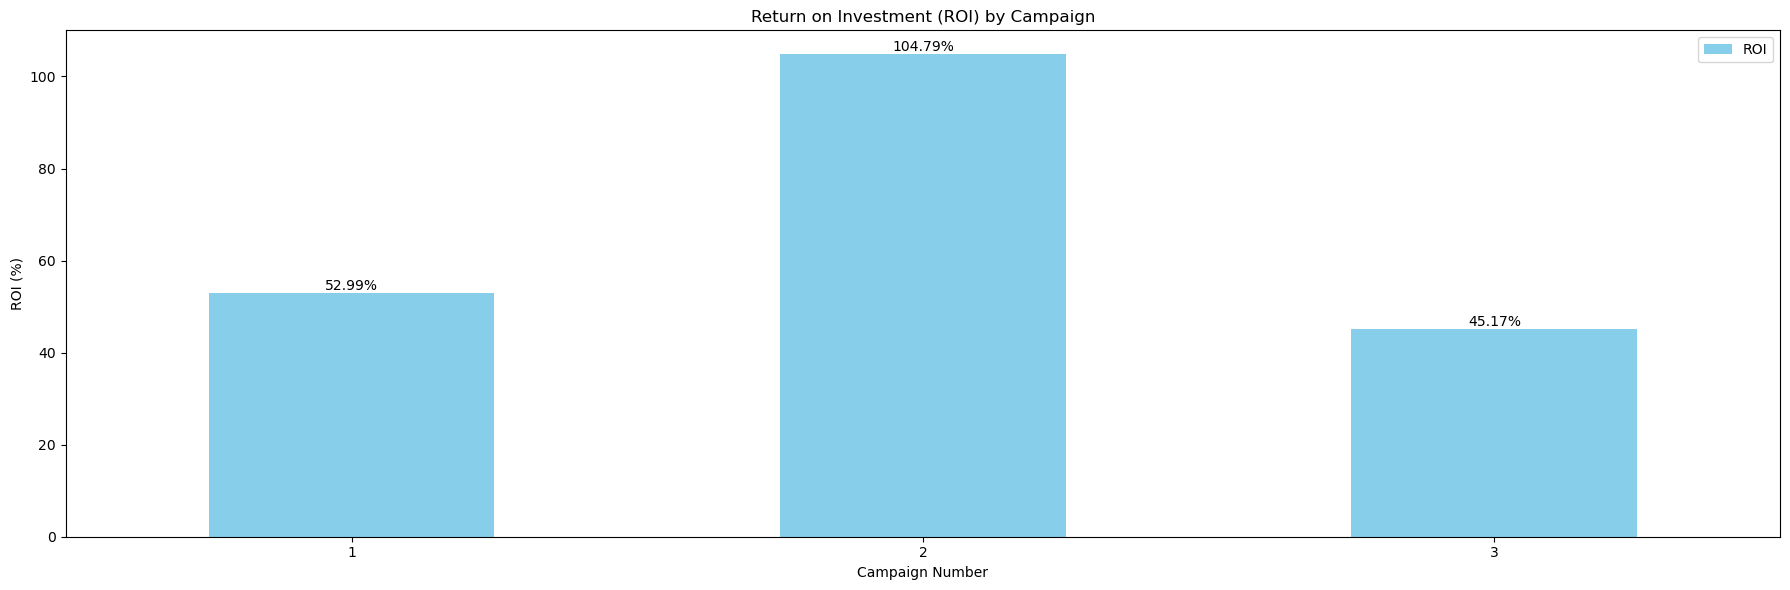 Return on Investment (ROI) by Campaign
ROI
104.79%
52.99%
45.17%
ROI (%)
100
80
60
40
20
0
1 2 3
Campaign Number